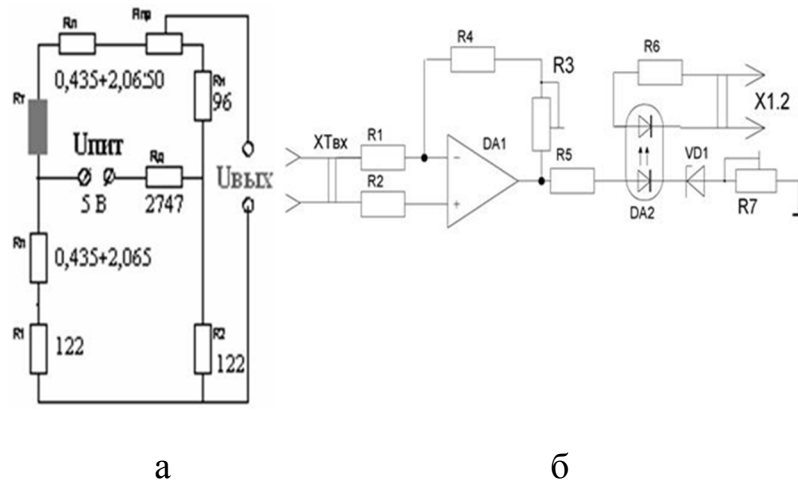 Rл
Rпр
0,435+2,06:50
Rт
Rн
96
Uпит
Rд
Uвых
5 В
2747
Rл
0,435+2,065
R1
122
R2
122
а
R4
R3
R6
X1.2
XTвх
R1
DA1
R2
−
+
R5
VD1
DA2
R7
б